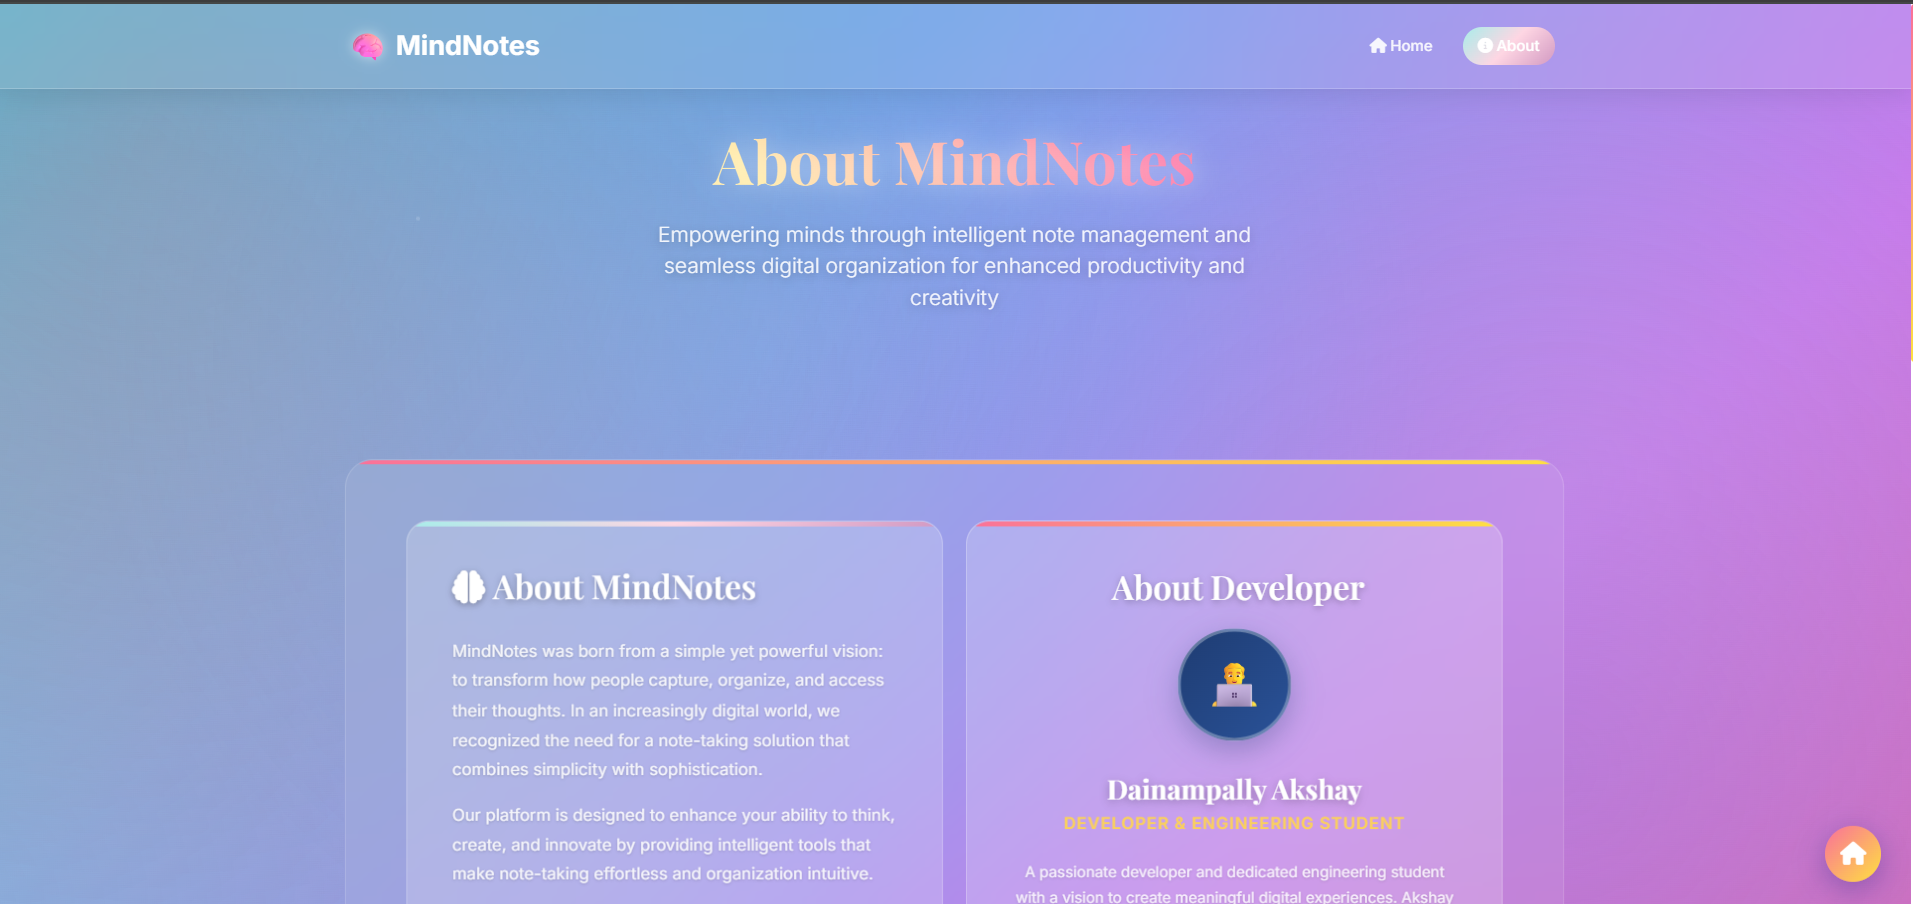 MindNotes
Home
About
About MindNotes
Empowering minds through intelligent note management and
seamless digital organization for enhanced productivity and
creativity
About MindNotes
MindNotes was born from a simple yet powerful vision:
to transform how people capture, organize, and access
their thoughts. In an increasingly digital world, we
recognized the need for a note-taking solution that
combines simplicity with sophistication.
Our platform is designed to enhance your ability to think,
create, and innovate by providing intelligent tools that
make note-taking effortless and organization intuitive.
About Developer
Dainampally Akshay
DEVELOPER & ENGINEERING STUDENT
A passionate developer and dedicated engineering student
with a vision to create meaningful digital experiences. Akshay